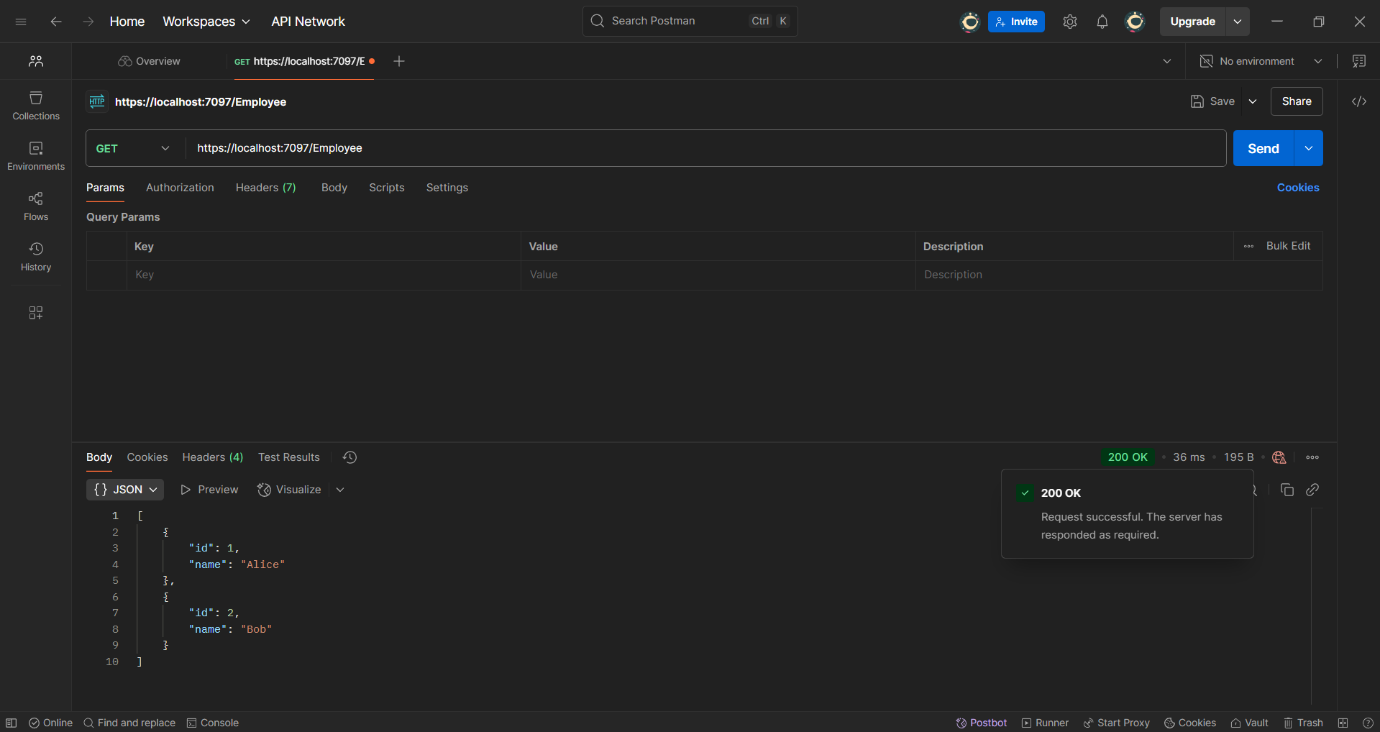 Home Workspaces API Network Search Postman Ctrl K Invite Upgrade
Overview GET https://localhost:7097/E No environment
Collections
Environments
Flows
History
HTTP https://localhost:7097/Employee Save Share
GET https://localhost:7097/Employee Send
Params Authorization Headers (7) Body Scripts Settings Cookies
Query Params
Key Value Description Bulk Edit
Key Value Description
Body Cookies Headers (4) Test Results 200 OK 36 ms 195 B
{} JSON Preview Visualize
200 OK
Request successful. The server has
responded as required.
1 [
2 {
3 "id": 1,
4 "name": "Alice"
5 },
6 {
7 "id": 2,
8 "name": "Bob"
9 }
10 ]
Online Find and replace Console Postbot Runner Start Proxy Cookies Vault Trash